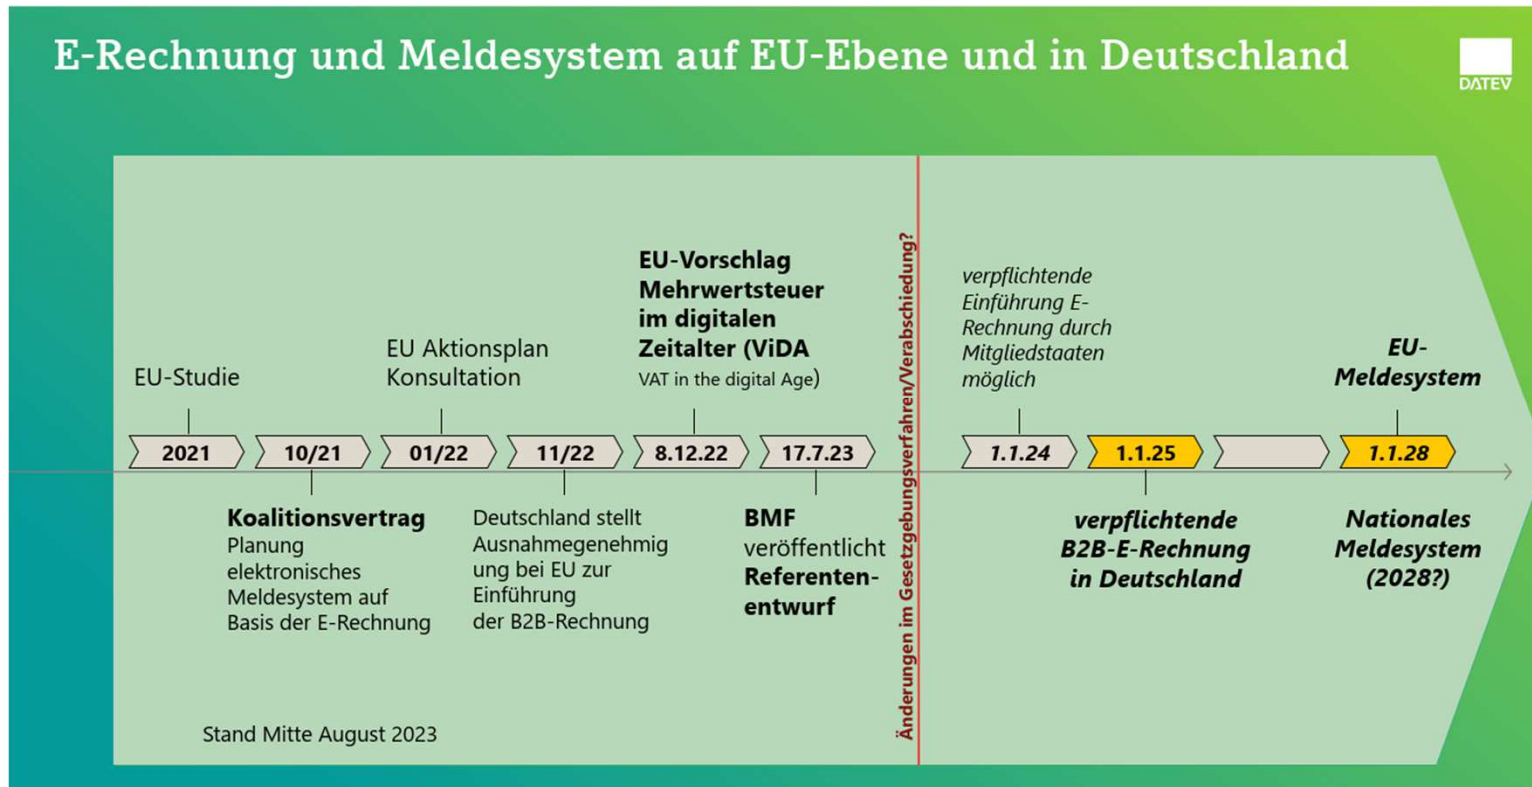 E-Rechnung und Meldesystem auf EU-Ebene und in Deutschland
DATEV
EU-Studie
EU Aktionsplan
Konsultation
EU-Vorschlag
Mehrwertsteuer
im digitalen
Zeitalter (ViDA
VAT in the digital Age)
Änderungen im Gesetzgebungsverfahren/Verabschiedung?
verpflichtende
Einführung E-
Rechnung durch
Mitgliedstaaten
möglich
EU-
Meldesystem
2021
10/21
01/22
11/22
8.12.22
17.7.23
1.1.24
1.1.25
1.1.28
Koalitionsvertrag
Planung
elektronisches
Meldesystem auf
Basis der E-Rechnung
Deutschland stellt
Ausnahmegenehmig
ung bei EU zur
Einführung
der B2B-Rechnung
BMF
veröffentlicht
Referenten-
entwurf
verpflichtende
B2B-E-Rechnung
in Deutschland
Nationales
Meldesystem
(2028?)
Stand Mitte August 2023